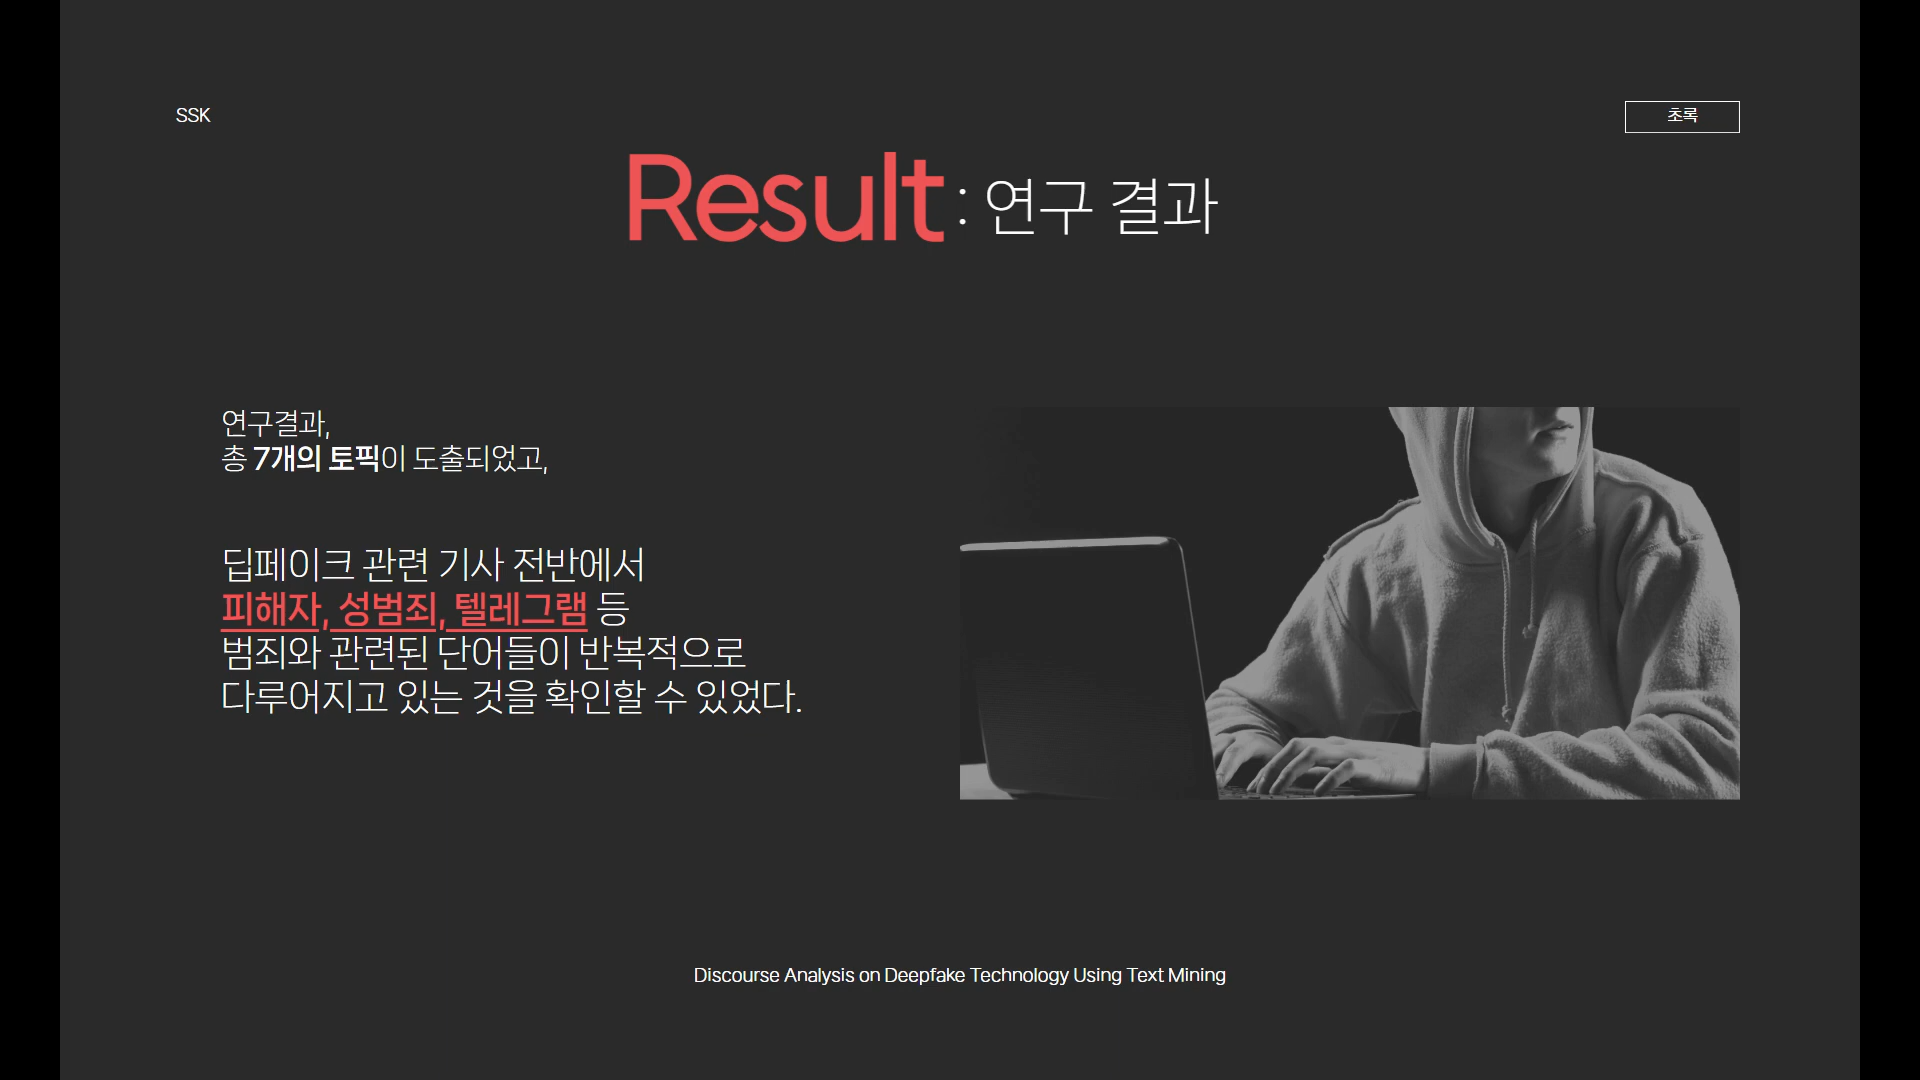 SSK
초록
Result : 연구 결과
연구결과,
총 7개의 토픽이 도출되었고,
딥페이크 관련 기사 전반에서
피해자, 성범죄, 텔레그램 등
범죄와 관련된 단어들이 반복적으로
다루어지고 있는 것을 확인할 수 있었다.
Discourse Analysis on Deepfake Technology Using Text Mining